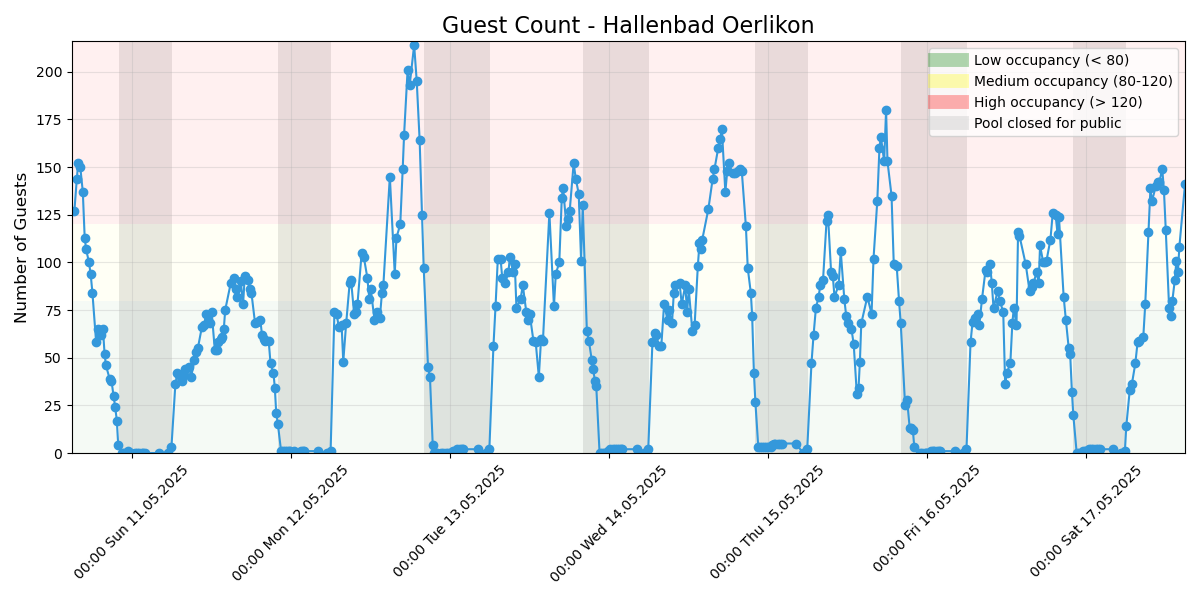 Guest Count - Hallenbad Oerlikon
Number of Guests
200
175
150
125
100
75
50
25
0
Low occupancy (< 80)
Medium occupancy (80-120)
High occupancy (> 120)
Pool closed for public
00:00 Sun 11.05.2025
00:00 Mon 12.05.2025
00:00 Tue 13.05.2025
00:00 Wed 14.05.2025
00:00 Thu 15.05.2025
00:00 Fri 16.05.2025
00:00 Sat 17.05.2025